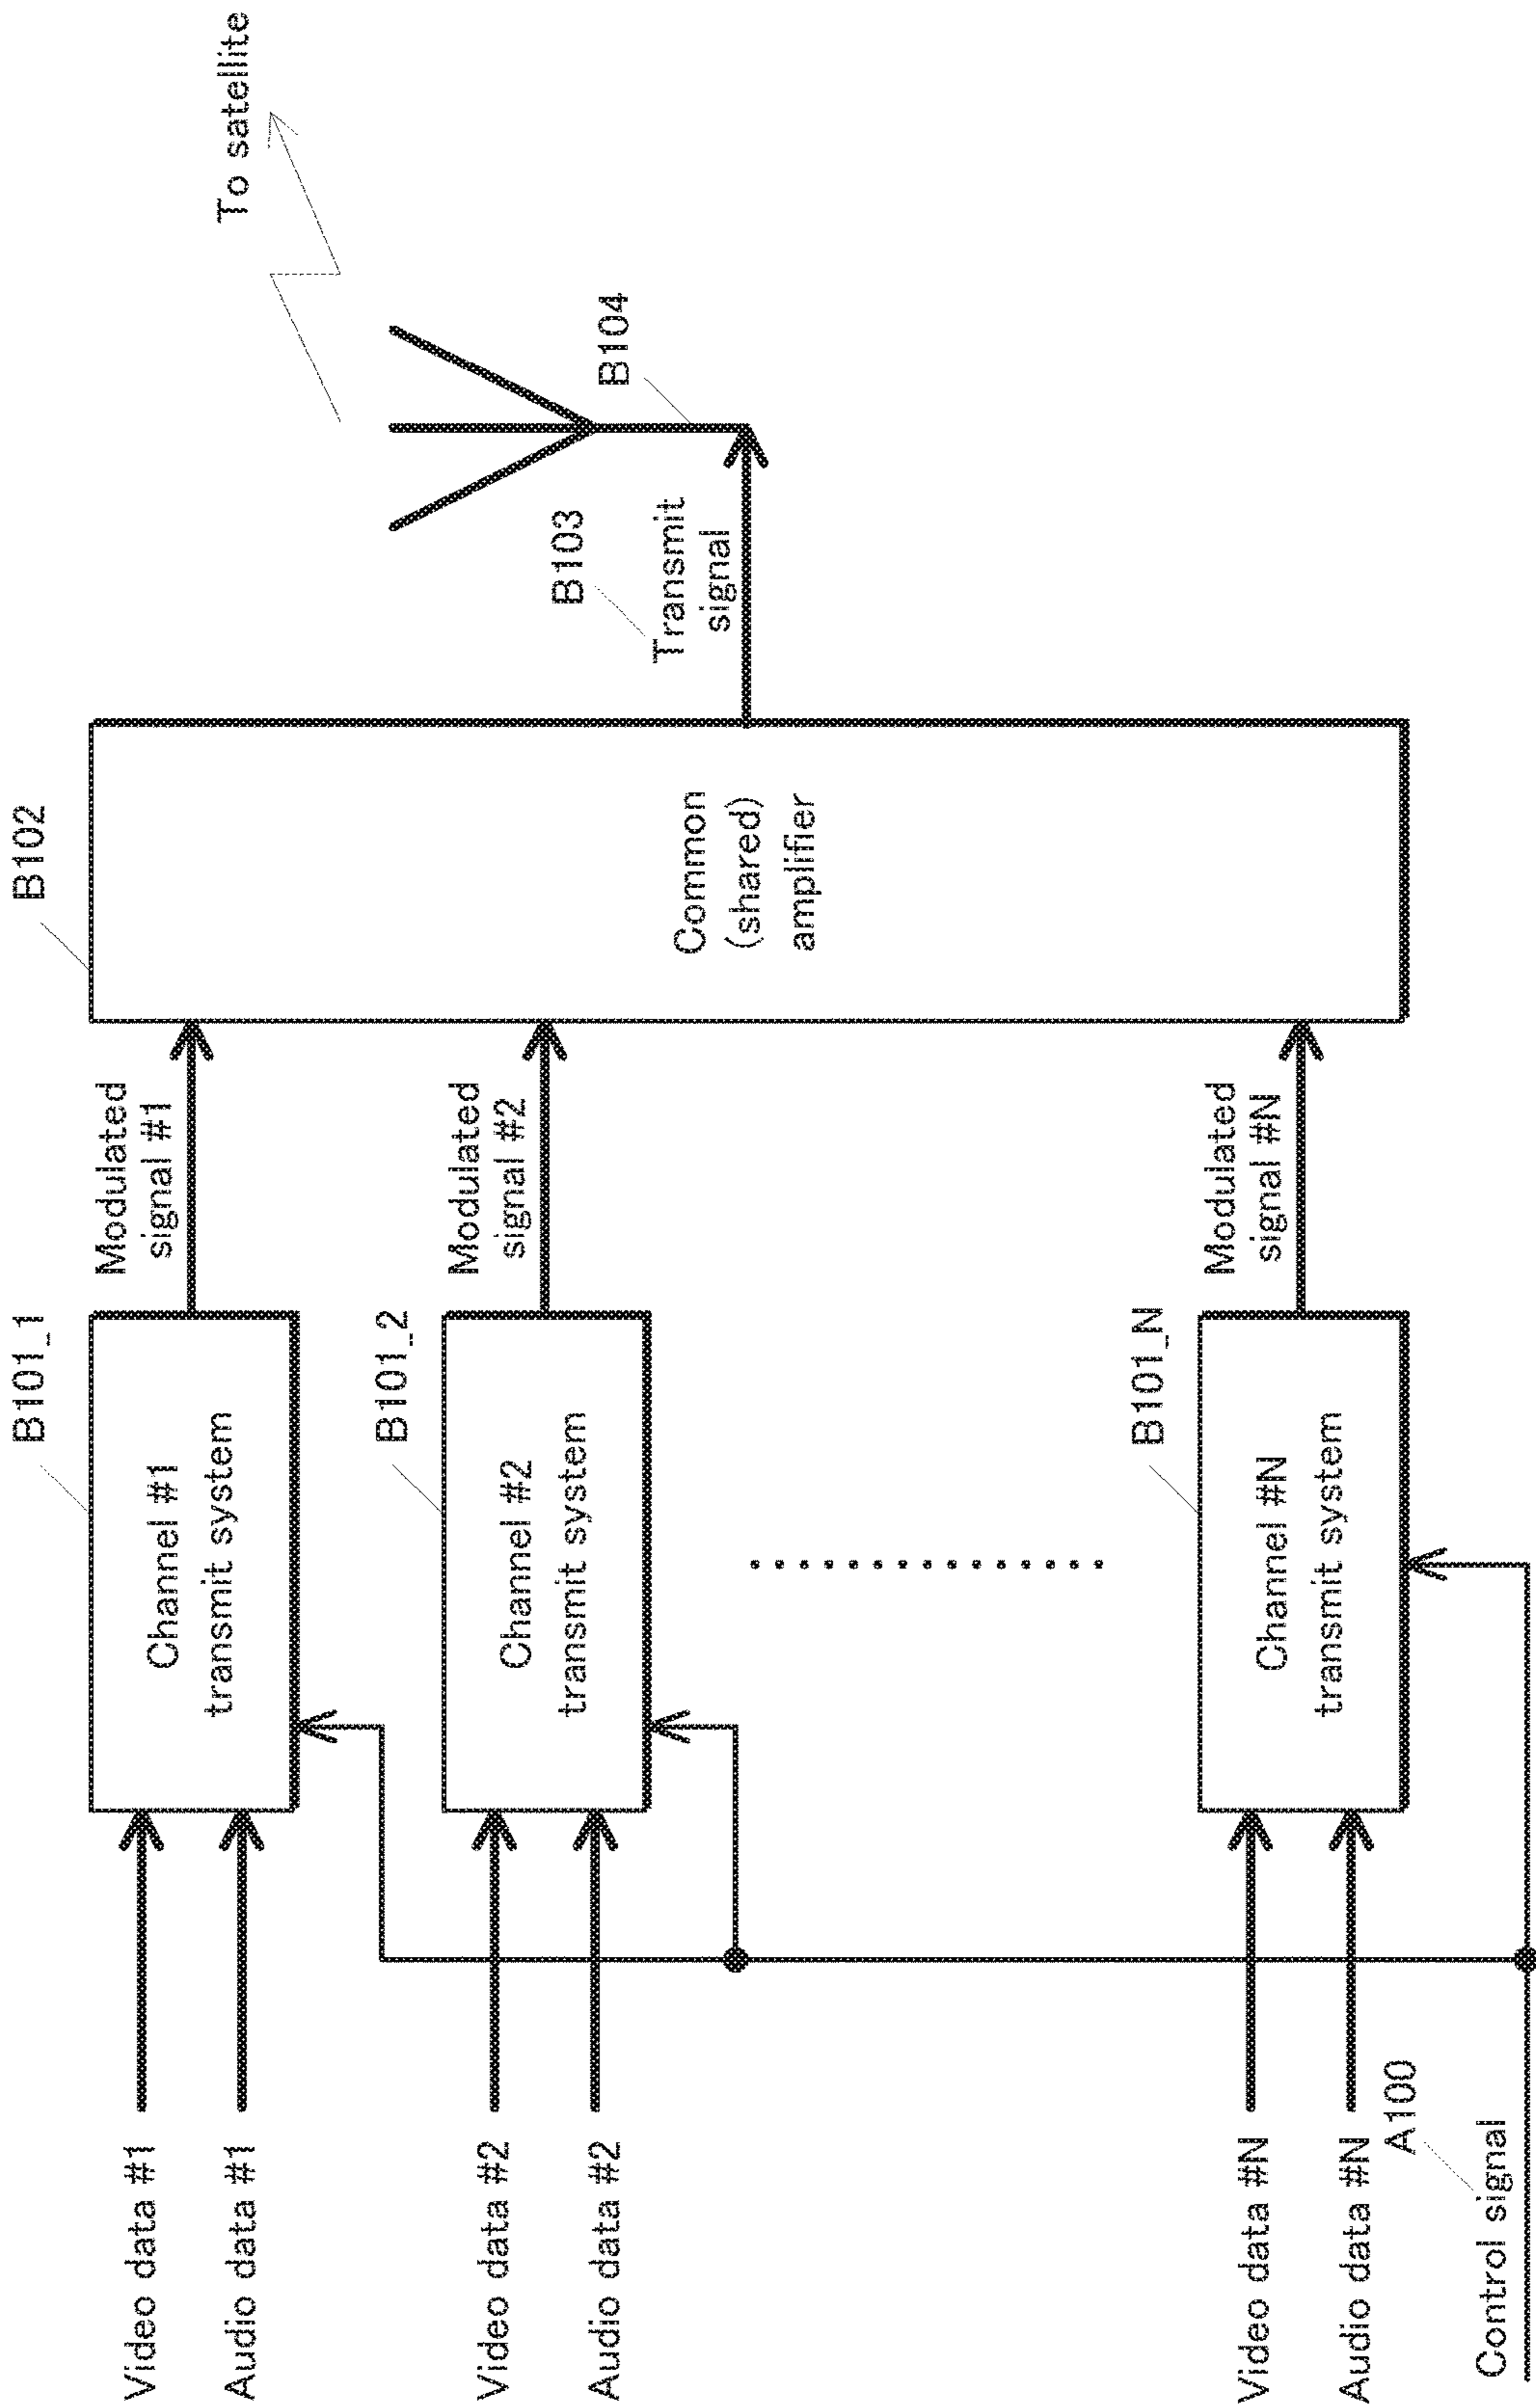 Video data #1
Audio data #1
Video data #2
Audio data #2
Video data #N
Audio data #N
A100
Control signal
B101_1
Channel #1
transmit system
B101_2
Channel #2
transmit system
B101_N
Channel #N
transmit system
Modulated
signal #1
Modulated
signal #2
Modulated
signal #N
B102
Common
(shared)
amplifier
B103
Transmit
signal
B104
To satellite